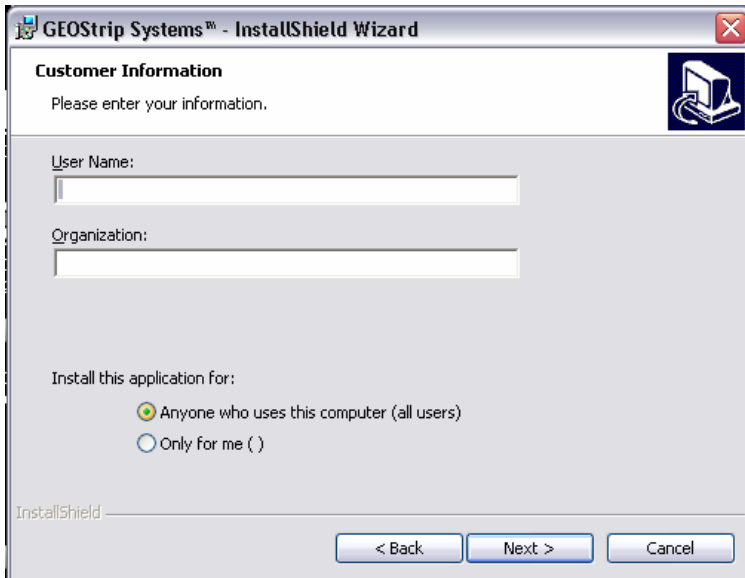 GEOStrip Systems™ - InstallShield Wizard
Customer Information
Please enter your information.
User Name:
Organization:
Install this application for:
Anyone who uses this computer (all users)
Only for me ( )
InstallShield
< Back Next > Cancel